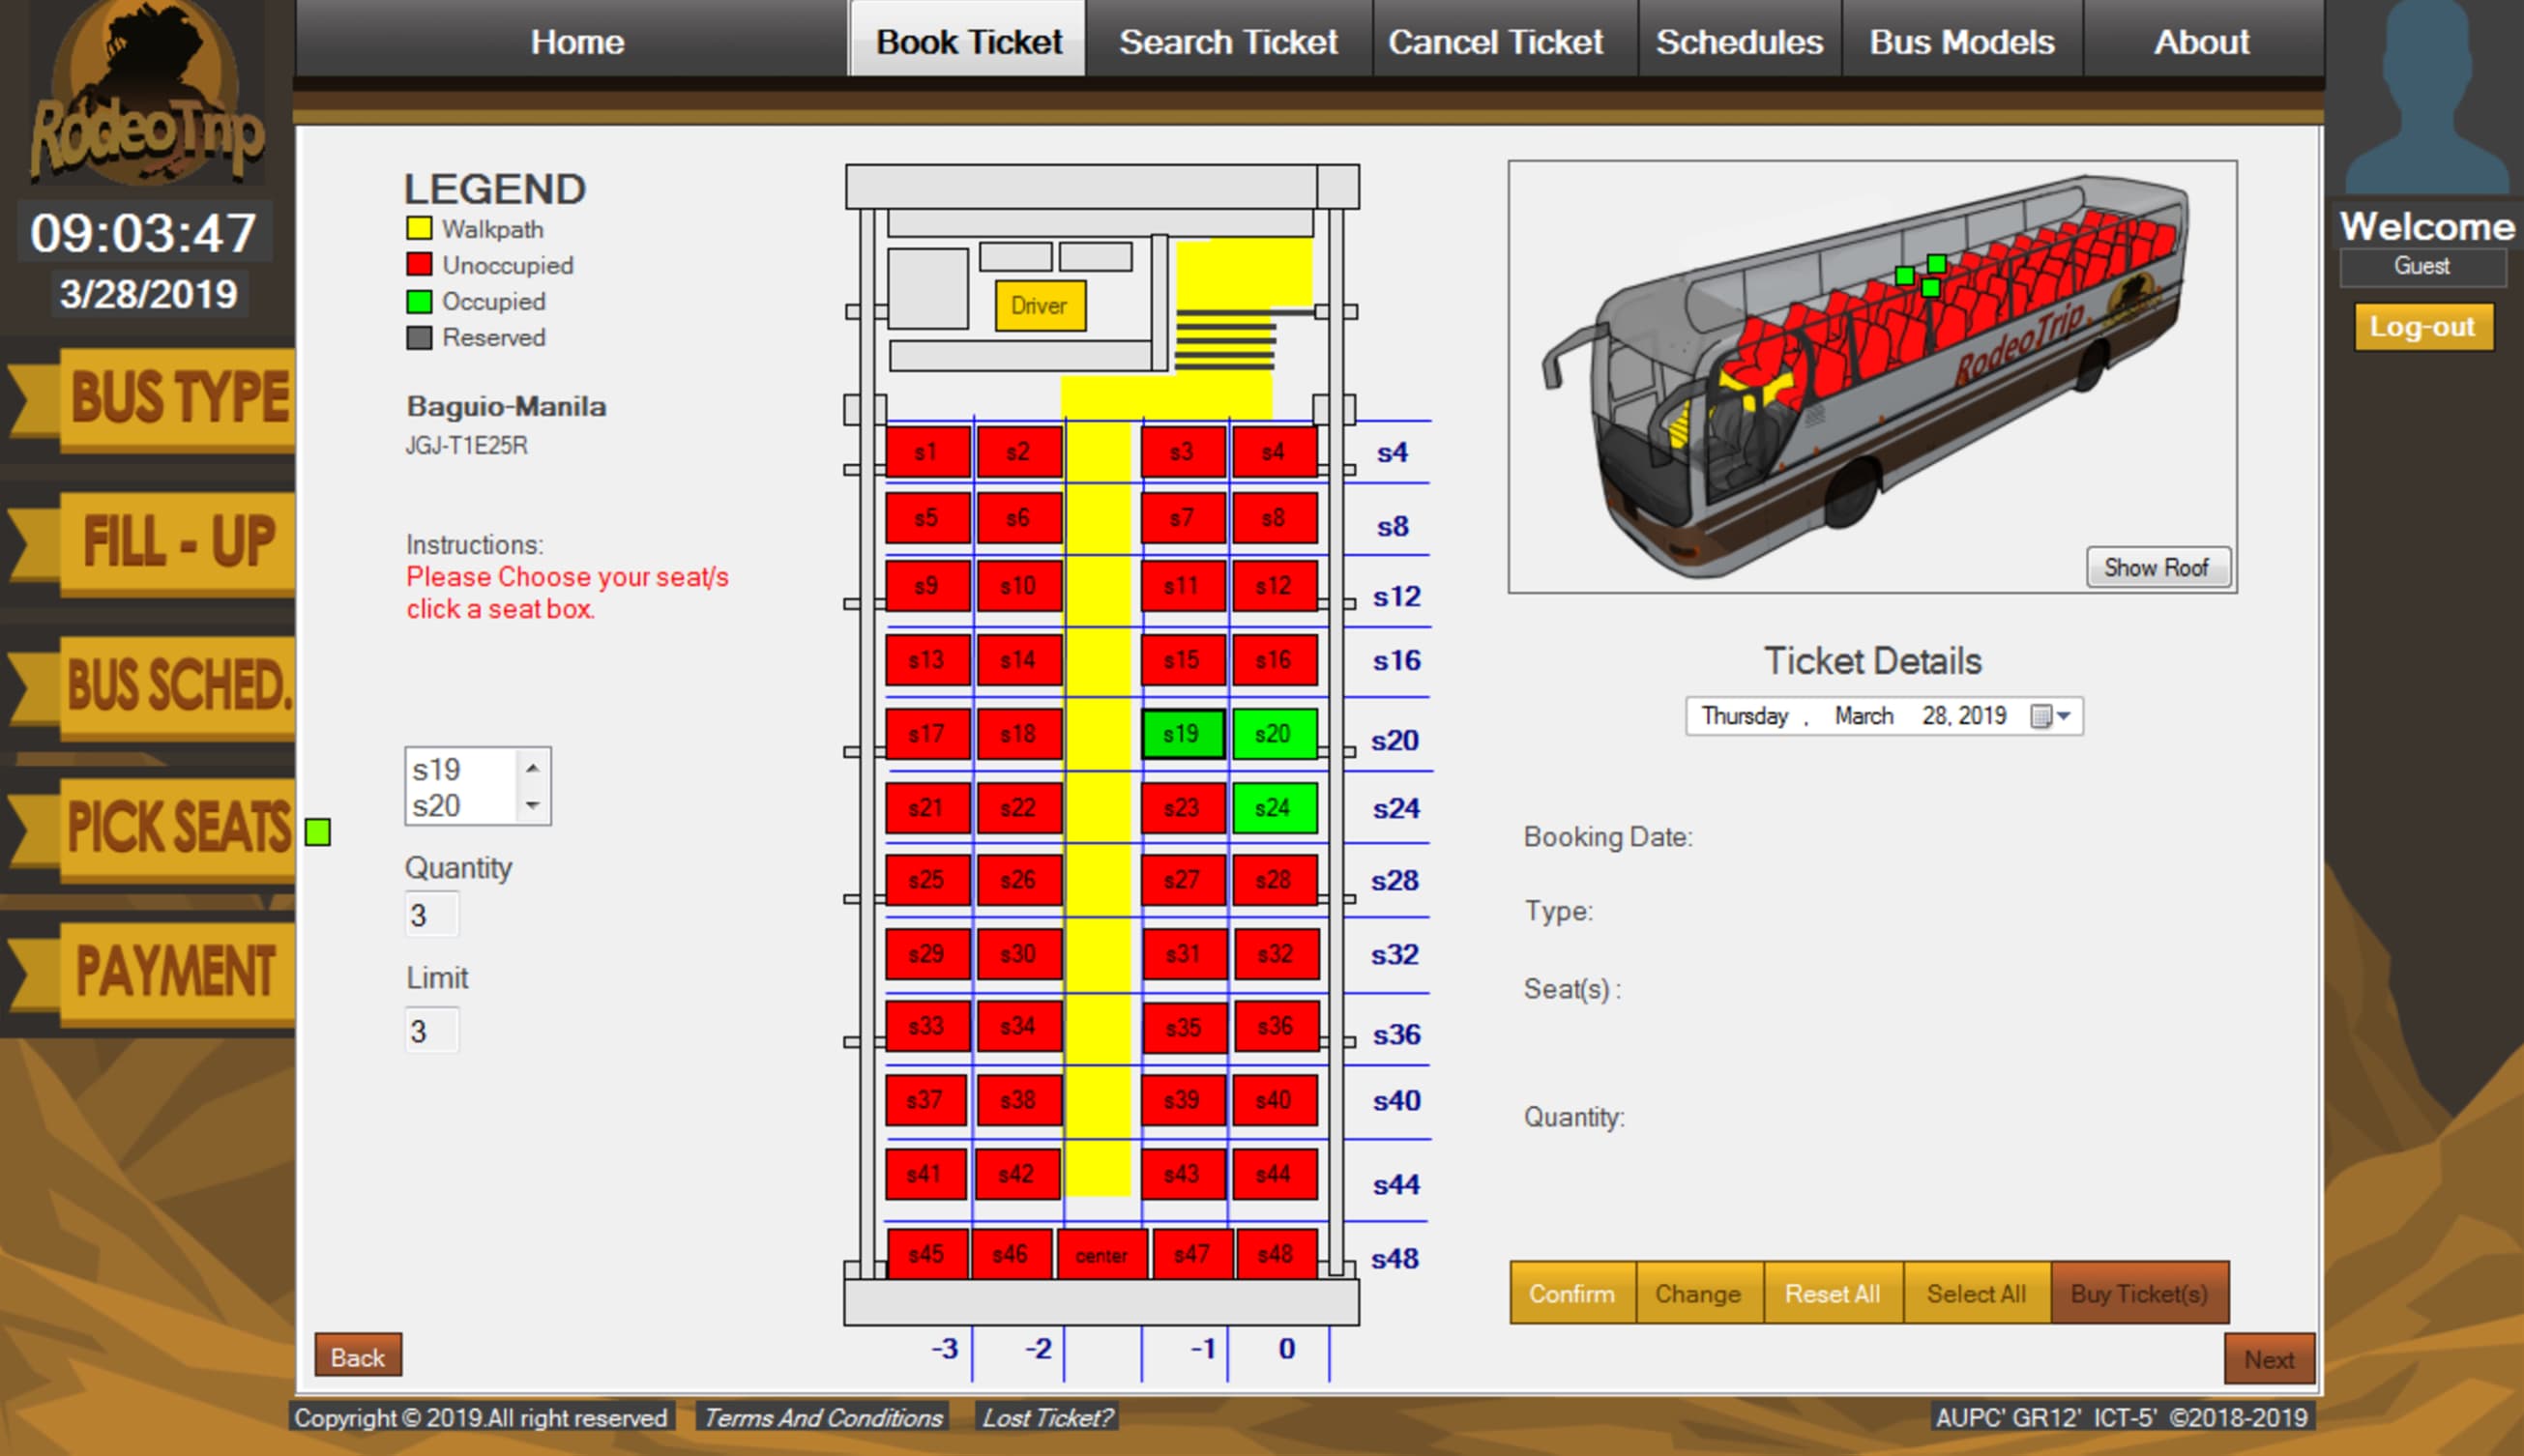 Home
Book Ticket
Search Ticket
Cancel Ticket
Schedules
Bus Models
About
RodeoTrip
09:03:47
3/28/2019
BUS TYPE
FILL - UP
BUS SCHED.
PICK SEATS
PAYMENT
LEGEND
Walkpath
Unoccupied
Occupied
Reserved
Baguio-Manila
JGJ-T1E25R
Instructions:
Please Choose your seat/s
click a seat box.
s19
s20
Quantity
3
Limit
3
Back
Driver
s1 s2 s3 s4 s4
s5 s6 s7 s8 s8
s9 s10 s11 s12 s12
s13 s14 s15 s16 s16
s17 s18 s19 s20 s20
s21 s22 s23 s24 s24
s25 s26 s27 s28 s28
s29 s30 s31 s32 s32
s33 s34 s35 s36 s36
s37 s38 s39 s40 s40
s41 s42 s43 s44 s44
s45 s46 center s47 s48 s48
-3 -2 -1 0
RodeoTrip
Show Roof
Ticket Details
Thursday , March 28, 2019
Booking Date:
Type:
Seat(s) :
Quantity:
Confirm
Change
Reset All
Select All
Buy Ticket(s)
Next
Welcome
Guest
Log-out
Copyright © 2019.All right reserved
Terms And Conditions
Lost Ticket?
AUPC' GR12' ICT-5' ©2018-2019